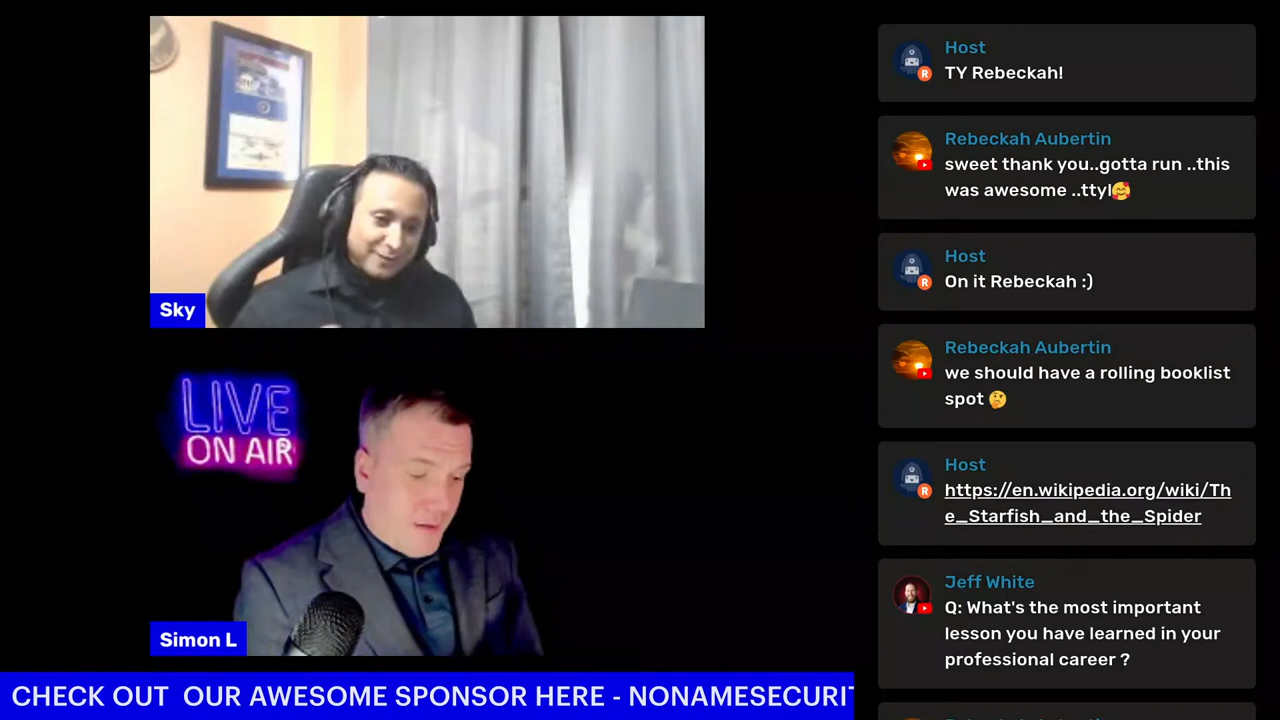 Sky
LIVE
ON AIR
Simon L
CHECK OUT OUR AWESOME SPONSOR HERE - NONAMESECURIT
Host
TY Rebeckah!
Rebeckah Aubertin
sweet thank you..gotta run ..this
was awesome ..ttyl🥰
Host
On it Rebeckah :)
Rebeckah Aubertin
we should have a rolling booklist
spot 🤔
Host
https://en.wikipedia.org/wiki/Th
e_Starfish_and_the_Spider
Jeff White
Q: What's the most important
lesson you have learned in your
professional career ?